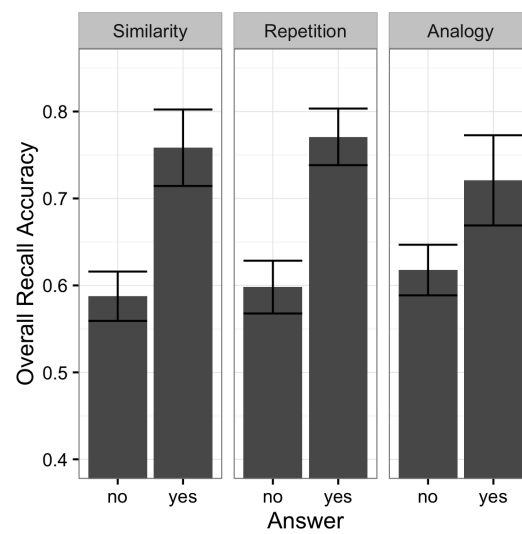 Similarity Repetition Analogy
Overall Recall Accuracy
0.8
0.7
0.6
0.5
0.4
no yes no yes no yes
Answer